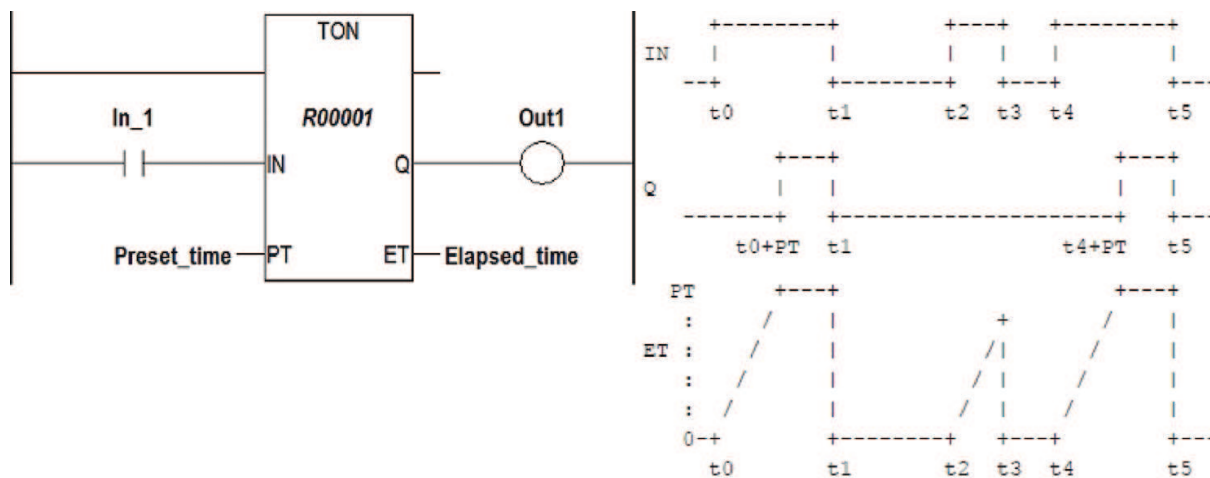 TON
In_1
R00001
Out1
IN
Q
Preset_time
PT
ET
Elapsed_time
IN
t0 t1 t2 t3 t4 t5
Q
t0+PT t1 t4+PT t5
PT
:
ET :
:
:
0
t0 t1 t2 t3 t4 t5